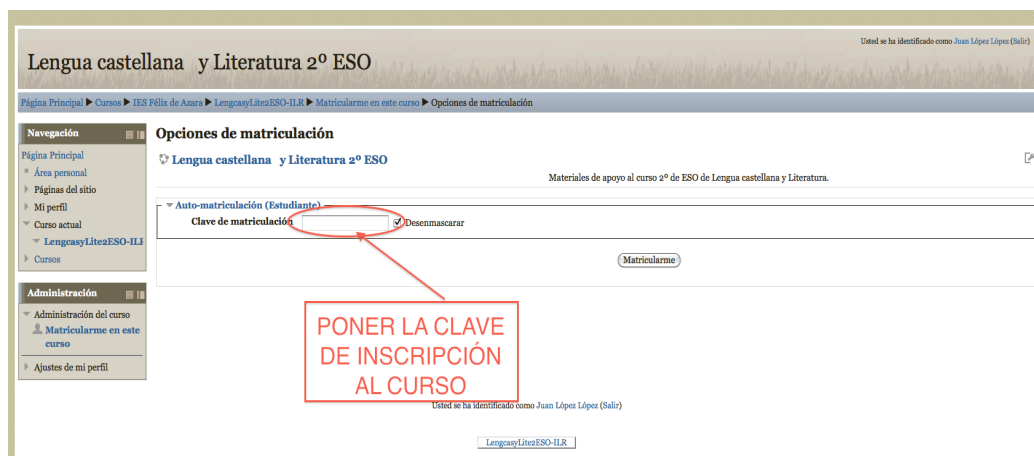 Usted se ha identificado como Juan López López (Salir)
Lengua castellana y Literatura 2º ESO
Página Principal ▶ Cursos ▶ IES Félix de Azara ▶ LengcasyLite2ESO-ILR ▶ Matricularme en este curso ▶ Opciones de matriculación
Navegación
Página Principal
Área personal
Páginas del sitio
Mi perfil
Curso actual
LengcasyLite2ESO-ILR
Cursos
Administración
Administración del curso
Matricularme en este
curso
Ajustes de mi perfil
Opciones de matriculación
Lengua castellana y Literatura 2º ESO
Materiales de apoyo al curso 2º de ESO de Lengua castellana y Literatura.
Auto-matriculación (Estudiante)
Clave de matriculación Desenmascarar
Matricularme
PONER LA CLAVE
DE INSCRIPCIÓN
AL CURSO
Usted se ha identificado como Juan López López (Salir)
LengcasyLite2ESO-ILR